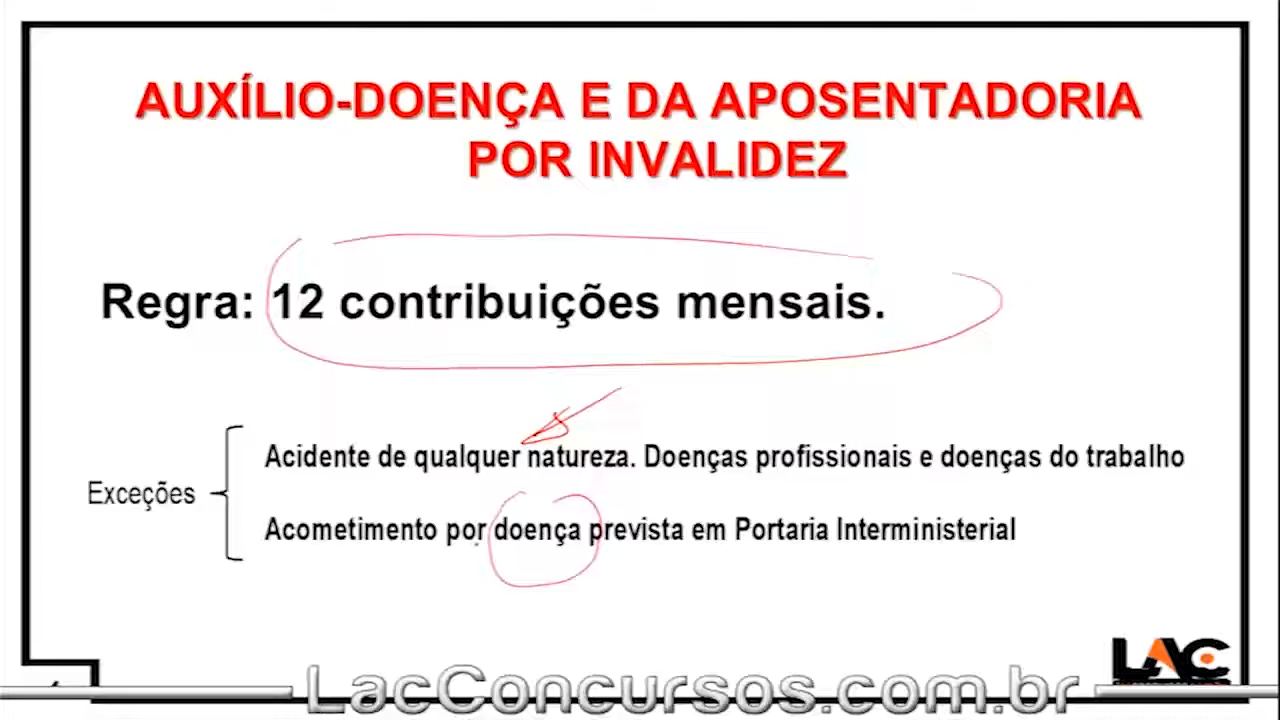 AUXÍLIO-DOENÇA E DA APOSENTADORIA
POR INVALIDEZ
Regra: 12 contribuições mensais.
Exceções
Acidente de qualquer natureza. Doenças profissionais e doenças do trabalho
Acometimento por doença prevista em Portaria Interministerial
LAC
LacConcursos.com.br